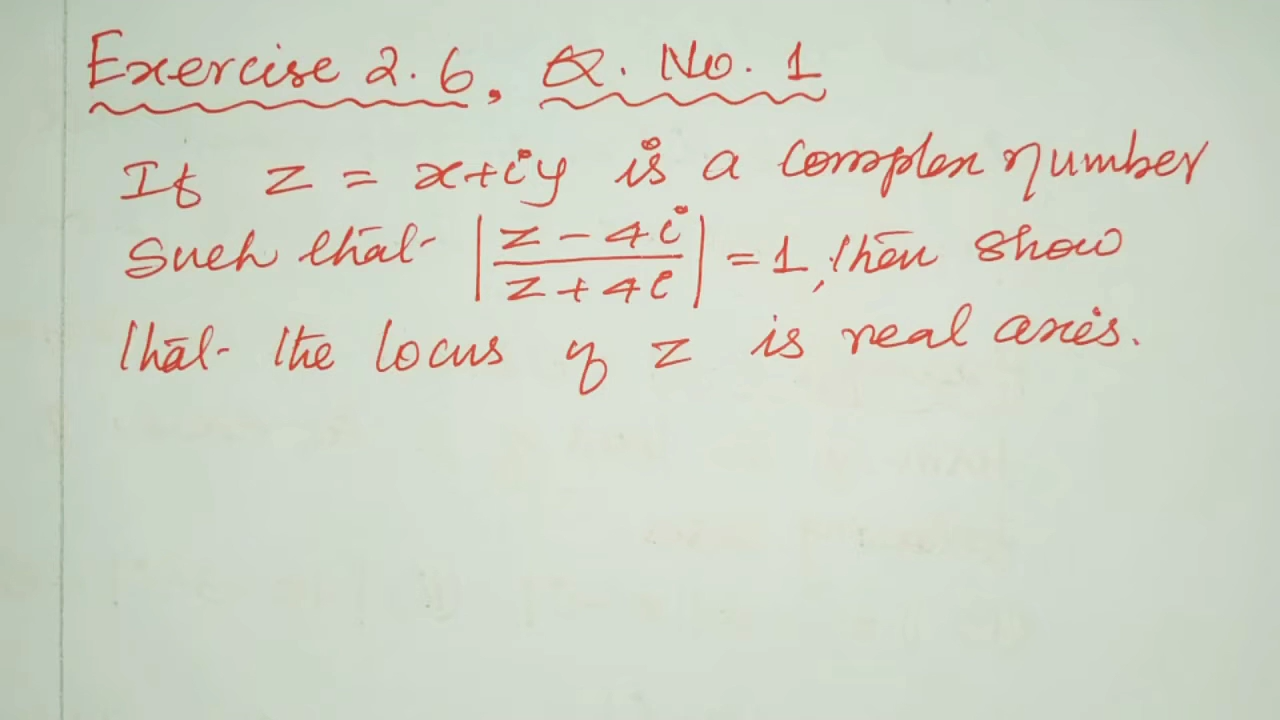 Exercise 2.6, Q. No. 1
If z = x+iy is a complex number
such that |z-4i/z+4i| = 1, then show
that the locus of z is real axis.